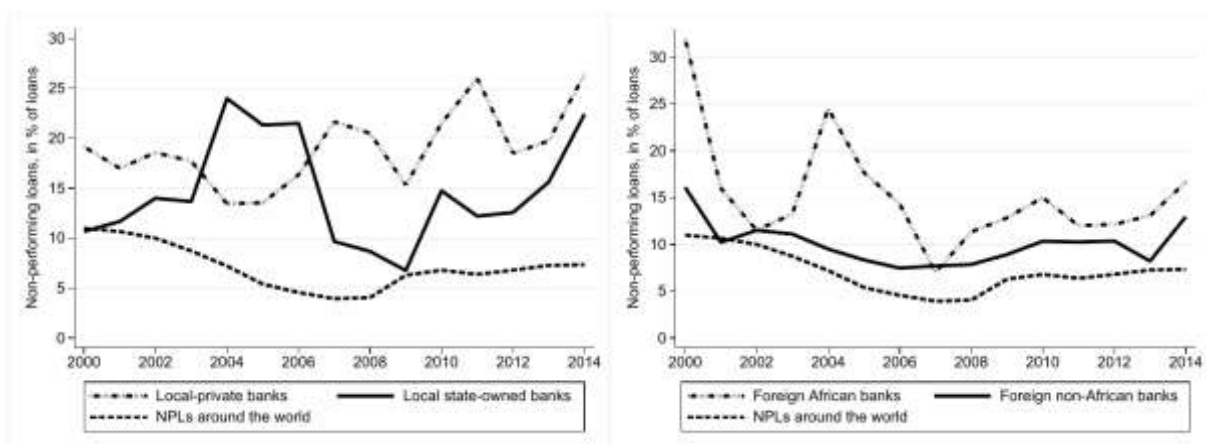 Non-performing loans, in % of loans
30
25
20
15
10
5
0
2000 2002 2004 2006 2008 2010 2012 2014
Local-private banks Local state-owned banks
NPLs around the world
Non-performing loans, in % of loans
30
25
20
15
10
5
0
2000 2002 2004 2006 2008 2010 2012 2014
Foreign African banks Foreign non-African banks
NPLs around the world